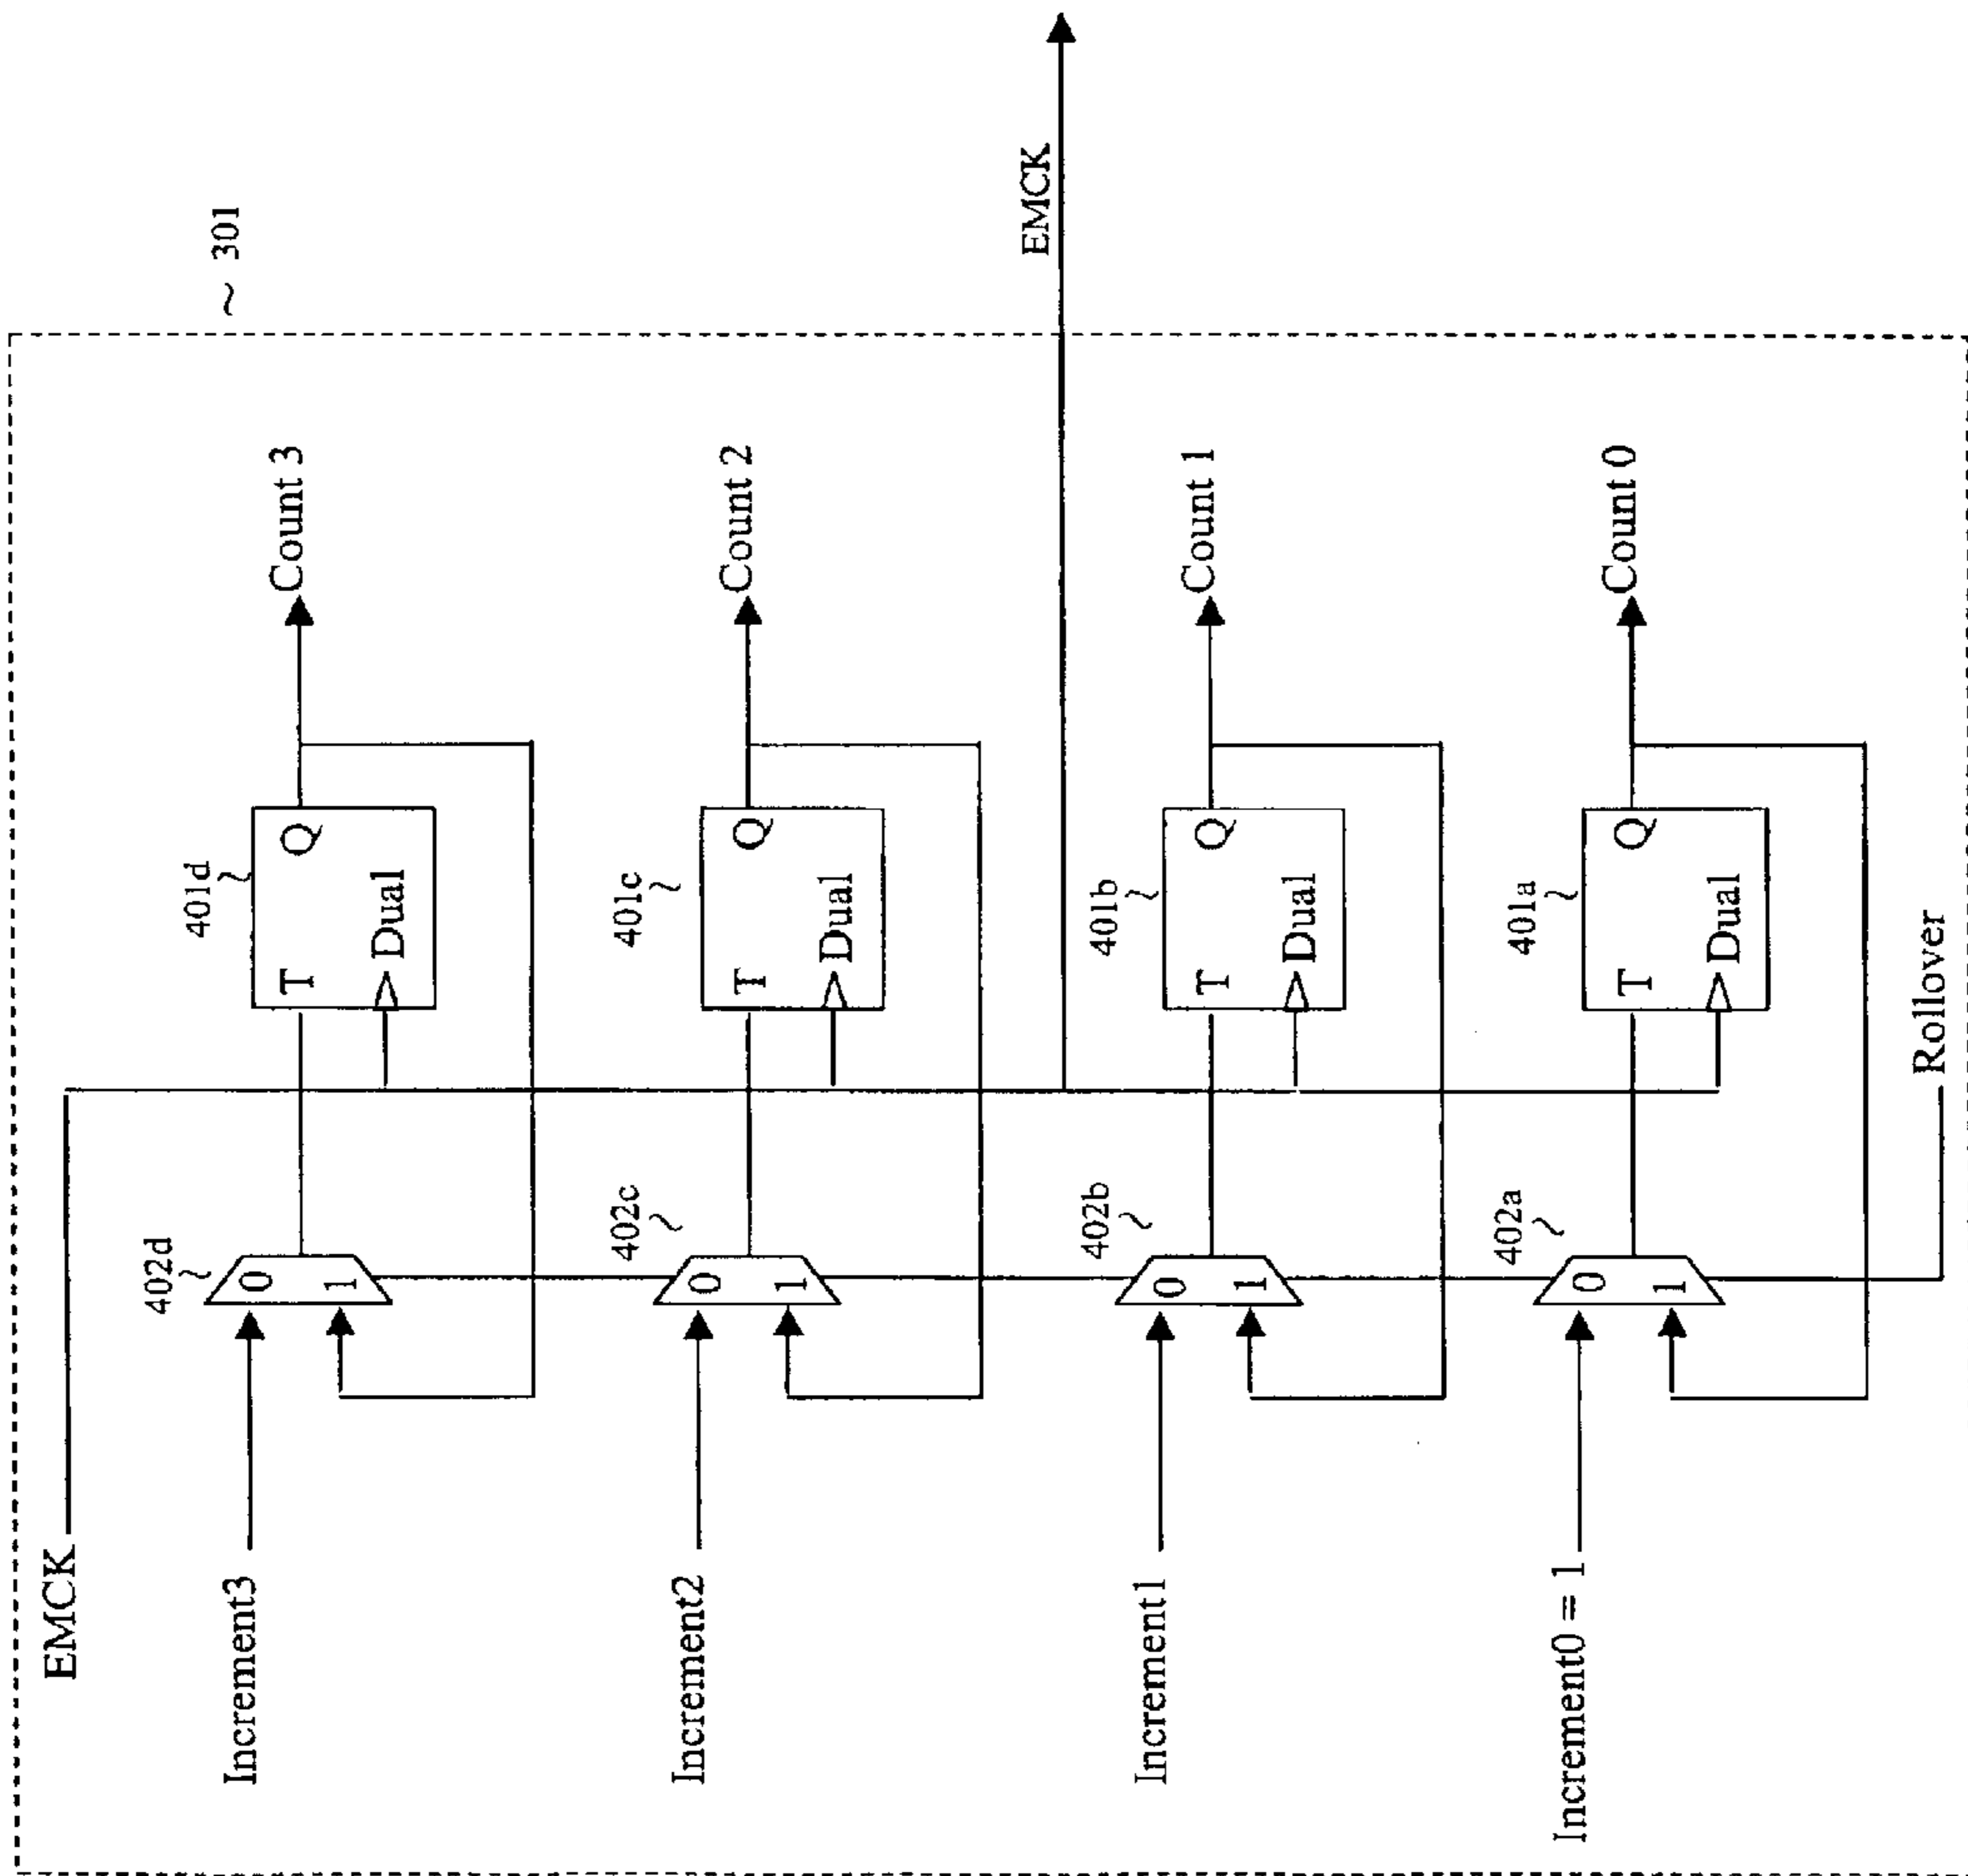 EMCK
~ 301
Increment3
402d
0
1
401d
T
Q
Dual
Count 3
Increment2
402c
0
1
401c
T
Q
Dual
Count 2
EMCK
Increment1
402b
0
1
401b
T
Q
Dual
Count 1
Increment0 = 1
402a
0
1
401a
T
Q
Dual
Count 0
Rollover